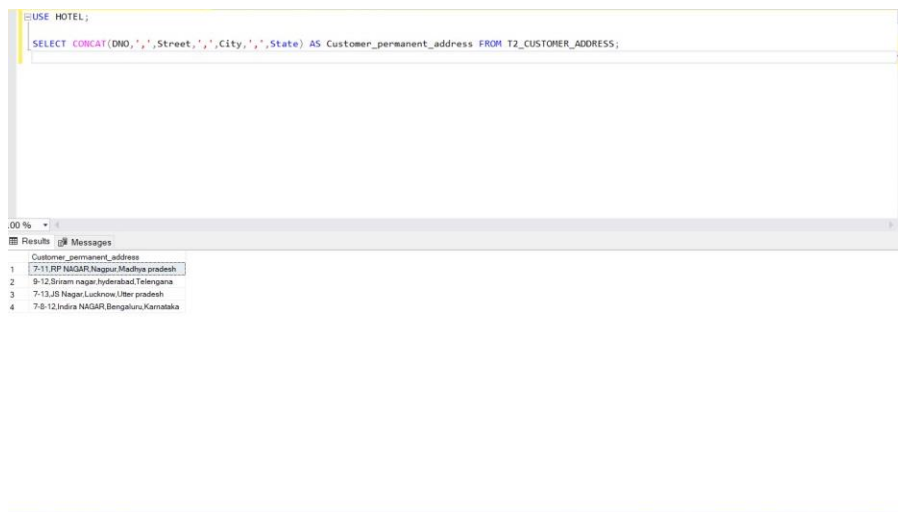 USE HOTEL;
SELECT CONCAT(DNO,',',Street,',',City,',',State) AS Customer_permanent_address FROM T2_CUSTOMER_ADDRESS;
.00 %
Results Messages
Customer_permanent_address
1 7-11,RP NAGAR,Nagpur,Madhya pradesh
2 9-12,Sriram nagar,hyderabad,Telengana
3 7-13,JS Nagar,Lucknow,Utter pradesh
4 7-8-12,Indira NAGAR,Bengaluru,Karnataka